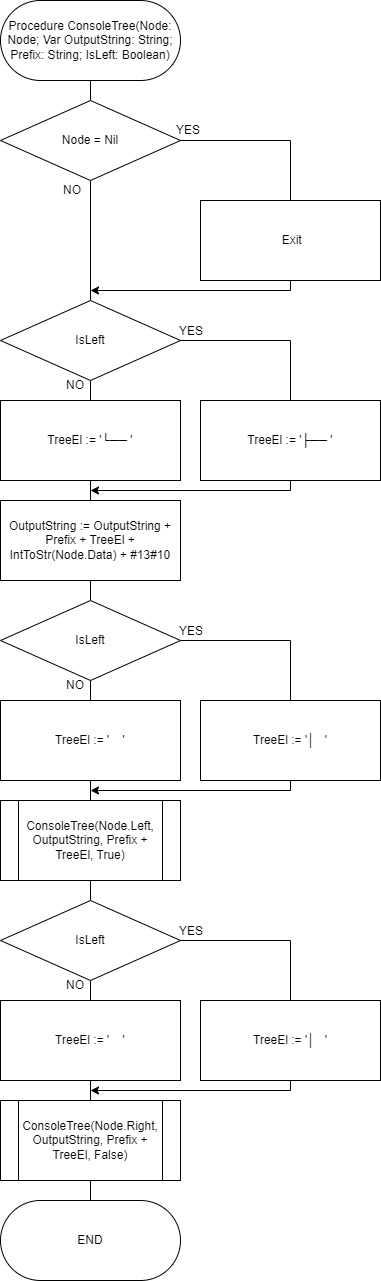 Procedure ConsoleTree(Node:
Node; Var OutputString: String;
Prefix: String; IsLeft: Boolean)
Node = Nil
YES
NO
Exit
IsLeft
YES
NO
TreeEl := '└── '
TreeEl := '├── '
OutputString := OutputString +
Prefix + TreeEl +
IntToStr(Node.Data) + #13#10
IsLeft
YES
NO
TreeEl := '    '
TreeEl := '│   '
ConsoleTree(Node.Left,
OutputString, Prefix +
TreeEl, True)
IsLeft
YES
NO
TreeEl := '    '
TreeEl := '│   '
ConsoleTree(Node.Right,
OutputString, Prefix +
TreeEl, False)
END